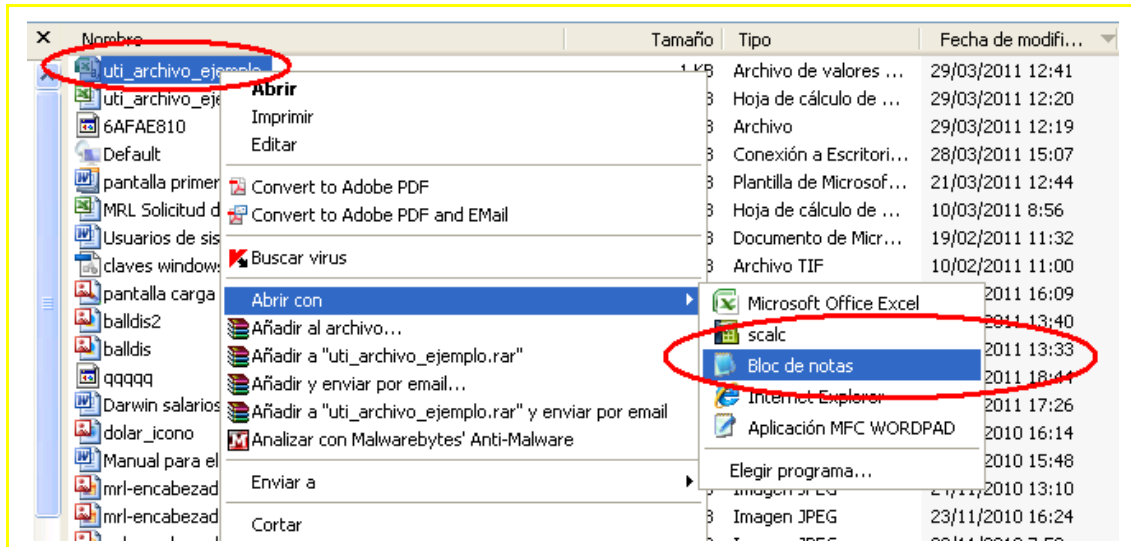 Nombre Tamaño Tipo Fecha de modifi...
uti_archivo_ejemplo 1 KB Archivo de valores ... 29/03/2011 12:41
Abrir
uti_archivo_eje B Hoja de cálculo de ... 29/03/2011 12:20
Imprimir
6AFAE810 B Archivo 29/03/2011 12:19
Editar
Default B Conexión a Escritori... 28/03/2011 15:07
pantalla primer B Plantilla de Microsof... 21/03/2011 12:44
Convert to Adobe PDF
MRL Solicitud d B Hoja de cálculo de ... 10/03/2011 8:56
Convert to Adobe PDF and EMail
Usuarios de sis B Documento de Micr... 19/02/2011 11:32
Buscar virus
claves window B Archivo TIF 10/02/2011 11:00
pantalla carga 2011 16:09
Abrir con
Microsoft Office Excel
balldis2 2011 13:40
Añadir al archivo...
scalc
balldis 2011 13:33
Añadir a "uti_archivo_ejemplo.rar"
Bloc de notas
qqqqq 2011 18:44
Añadir y enviar por email...
Internet Explorer
Darwin salarios 2011 17:26
Añadir a "uti_archivo_ejemplo.rar" y enviar por email
Aplicación MFC WORDPAD
dolar_icono 2010 16:14
Analizar con Malwarebytes' Anti-Malware
Manual para el 2010 15:48
Elegir programa...
Enviar a
mrl-encabezad B Imagen JPEG 24/11/2010 13:10
mrl-encabezad B Imagen JPEG 23/11/2010 16:24
Cortar